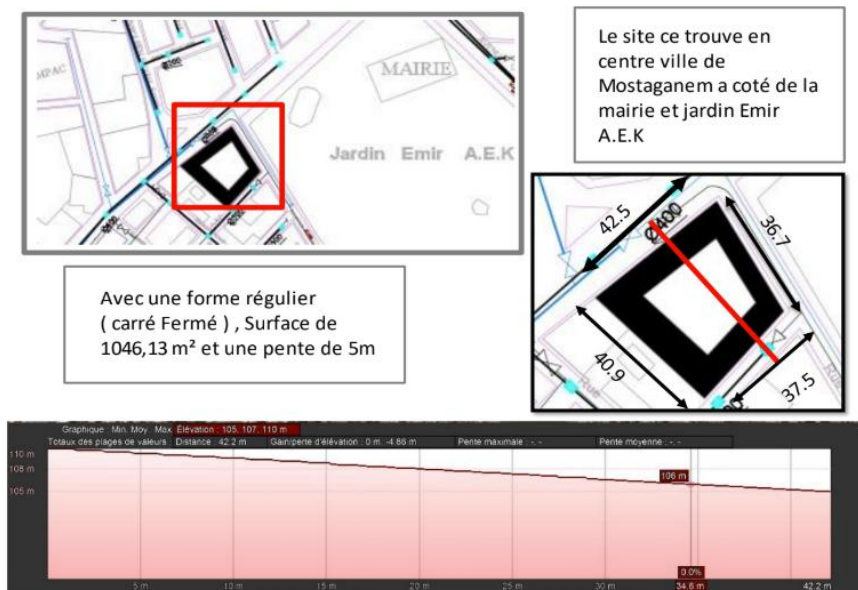 MAIRIE
Jardin Emir A.E.K
Le site ce trouve en
centre ville de
Mostaganem a coté de la
mairie et jardin Emir
A.E.K
Avec une forme régulier
( carré Fermé ) , Surface de
1046,13 m² et une pente de 5m
42.5
Ø400
36.7
40.9
37.5
Rue
Graphique : Min. Moy. Max. Élévation : 105, 107, 110 m
Totaux des plages de valeurs : Distance : 42.2 m Gain/perte d'élévation : 0 m, -4.86 m Pente maximale : -, - Pente moyenne : -, -
110 m
108 m
105 m
106 m
0.0%
5 m 10 m 15 m 20 m 25 m 30 m 34.6 m 42.2 m